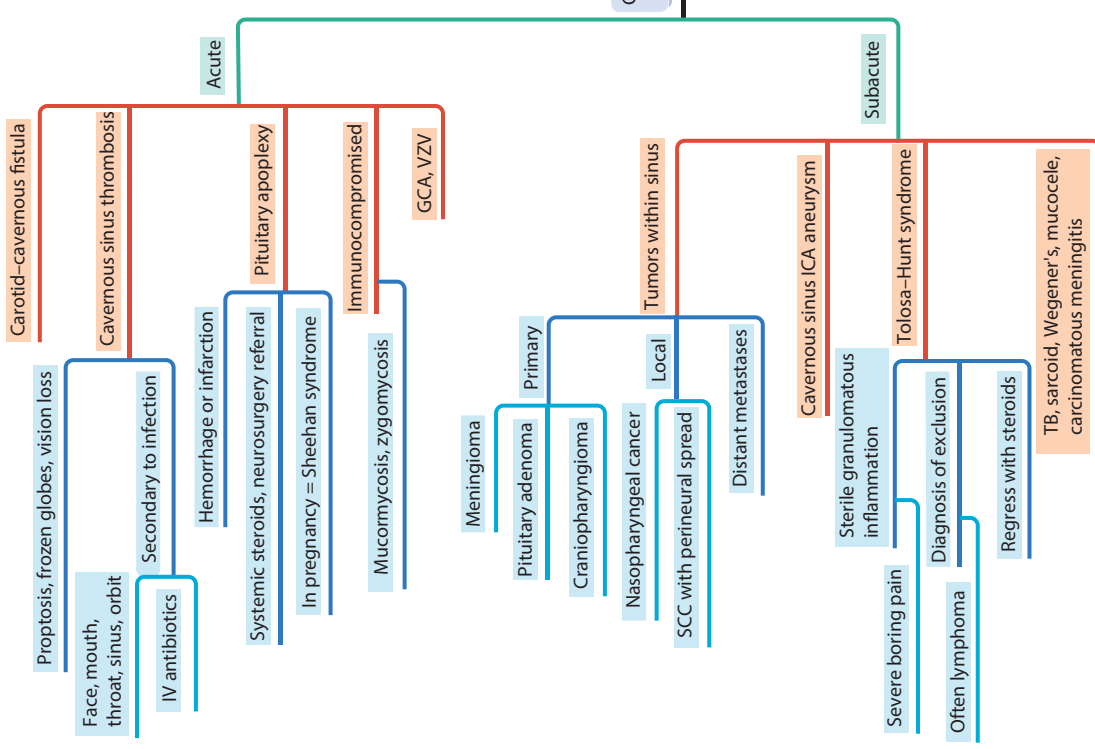 Acute
Carotid–cavernous fistula
Cavernous sinus thrombosis
Proptosis, frozen globes, vision loss
Secondary to infection
Face, mouth,
throat, sinus, orbit
IV antibiotics
Pituitary apoplexy
Hemorrhage or infarction
Systemic steroids, neurosurgery referral
In pregnancy = Sheehan syndrome
Immunocompromised
Mucormycosis, zygomycosis
GCA, VZV
Subacute
Tumors within sinus
Primary
Meningioma
Pituitary adenoma
Craniopharyngioma
Local
Nasopharyngeal cancer
SCC with perineural spread
Distant metastases
Cavernous sinus ICA aneurysm
Tolosa–Hunt syndrome
Sterile granulomatous
inflammation
Severe boring pain
Diagnosis of exclusion
Often lymphoma
Regress with steroids
TB, sarcoid, Wegener's, mucocele,
carcinomatous meningitis